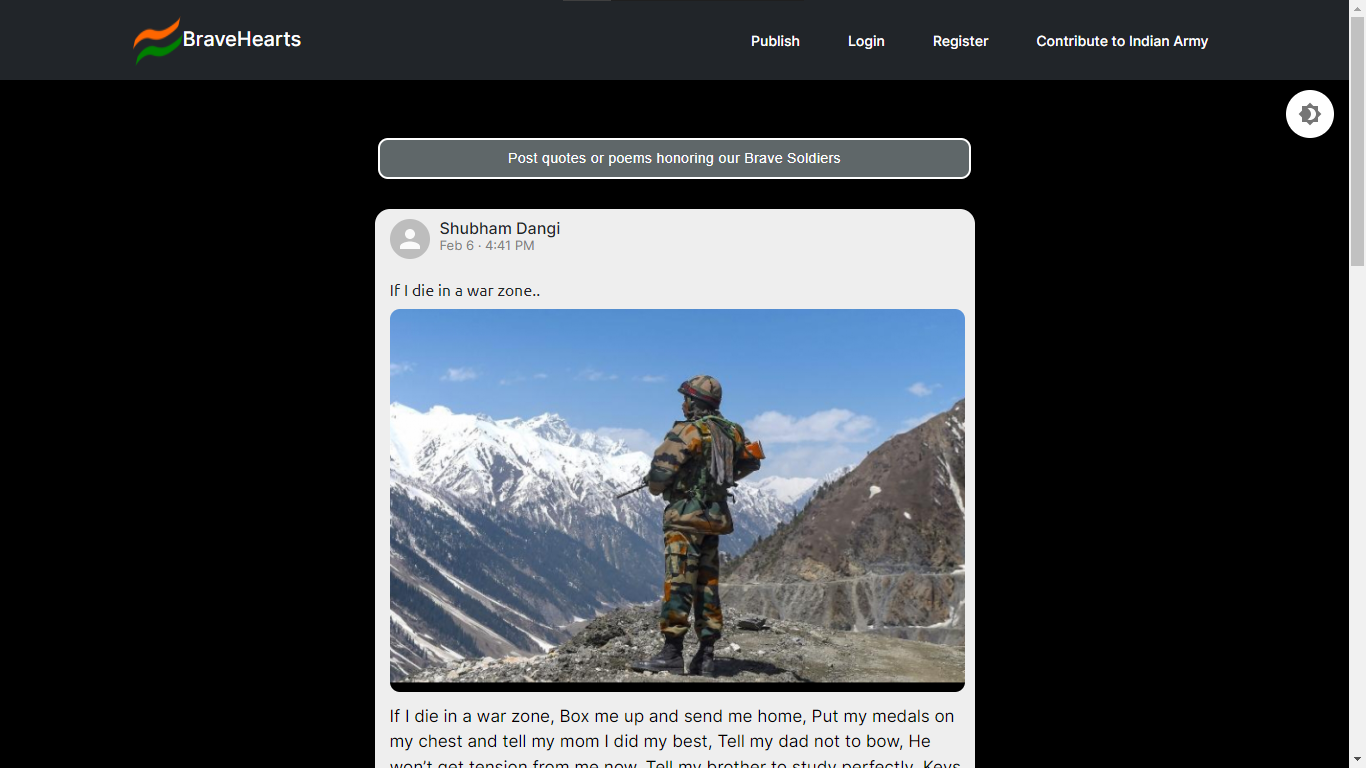 BraveHearts
Publish
Login
Register
Contribute to Indian Army
Post quotes or poems honoring our Brave Soldiers
Shubham Dangi
Feb 6 · 4:41 PM
If I die in a war zone..
If I die in a war zone, Box me up and send me home, Put my medals on
my chest and tell my mom I did my best, Tell my dad not to bow, He
won’t get tension from me now, Tell my brother to study perfectly, Keys